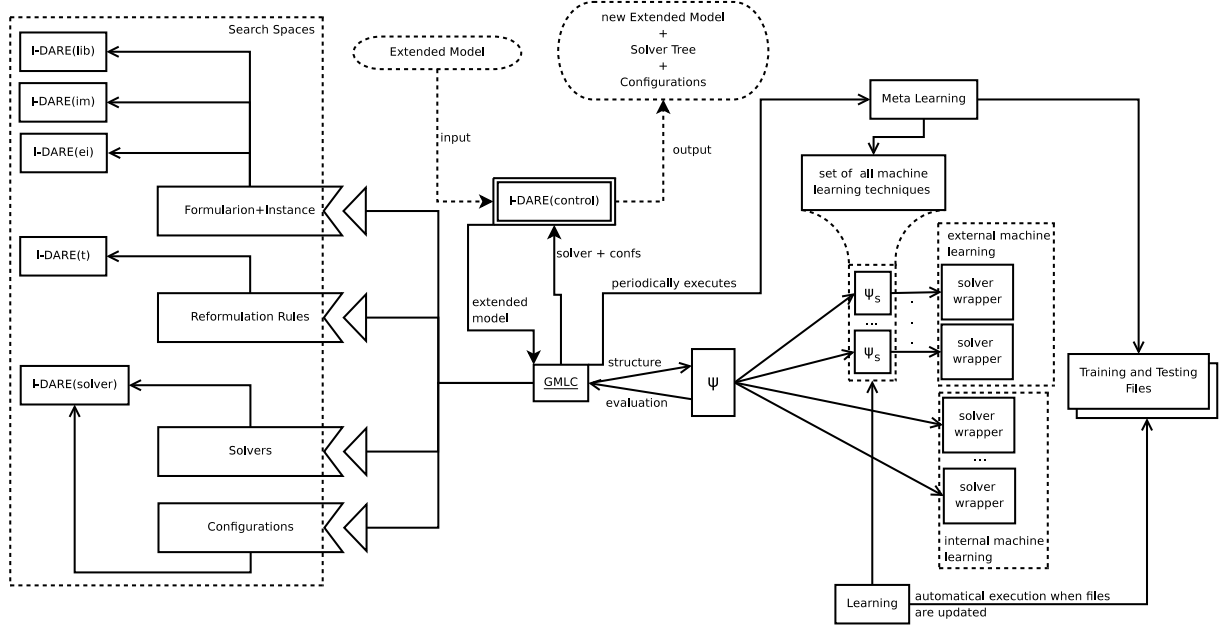 Search Spaces
I-DARE(lib)
I-DARE(im)
I-DARE(ei)
Formularion+Instance
I-DARE(t)
Reformulation Rules
I-DARE(solver)
Solvers
Configurations
Extended Model
input
new Extended Model
+
Solver Tree
+
Configurations
output
I-DARE(control)
solver + confs
extended
model
periodically executes
GMLC
structure
evaluation
ψ
Meta Learning
set of all machine
learning techniques
ψs
...
ψs
. . .
external machine
learning
solver
wrapper
solver
wrapper
solver
wrapper
...
solver
wrapper
internal machine
learning
Training and Testing
Files
Learning
automatical execution when files
are updated